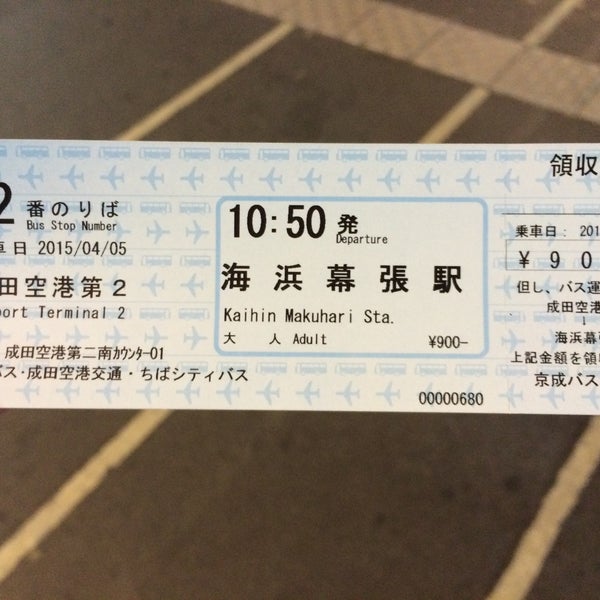 2 番のりば
Bus Stop Number
車日 2015/04/05
田空港第2
port Terminal 2
成田空港第二南カウンター01
バス・成田空港交通・ちばシティバス
10:50 発
Departure
海浜幕張駅
Kaihin Makuhari Sta.
大 人 Adult ¥900-
00000680
領収
乗車日: 201
¥90
但し、バス運
成田空港
↓
海浜幕
上記金額を領収
京成バス